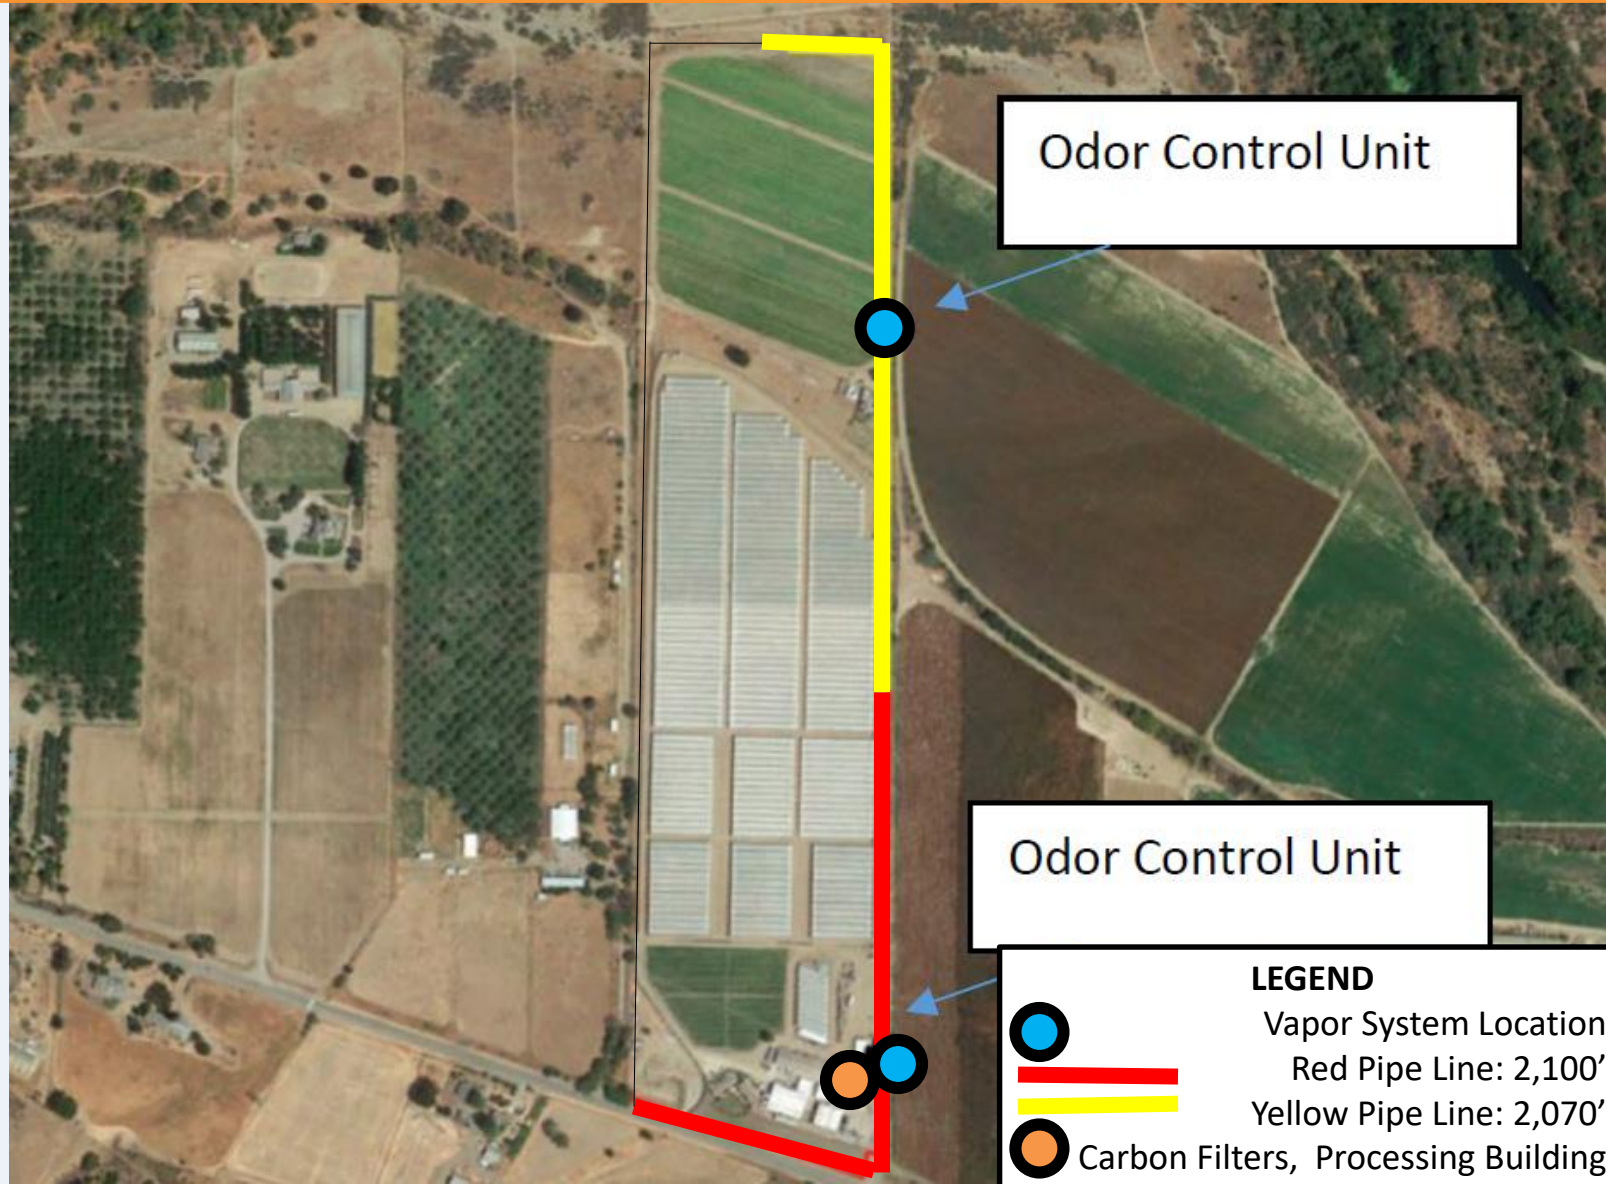 Odor Control Unit
Odor Control Unit
LEGEND
Vapor System Location
Red Pipe Line: 2,100’
Yellow Pipe Line: 2,070’
Carbon Filters, Processing Building